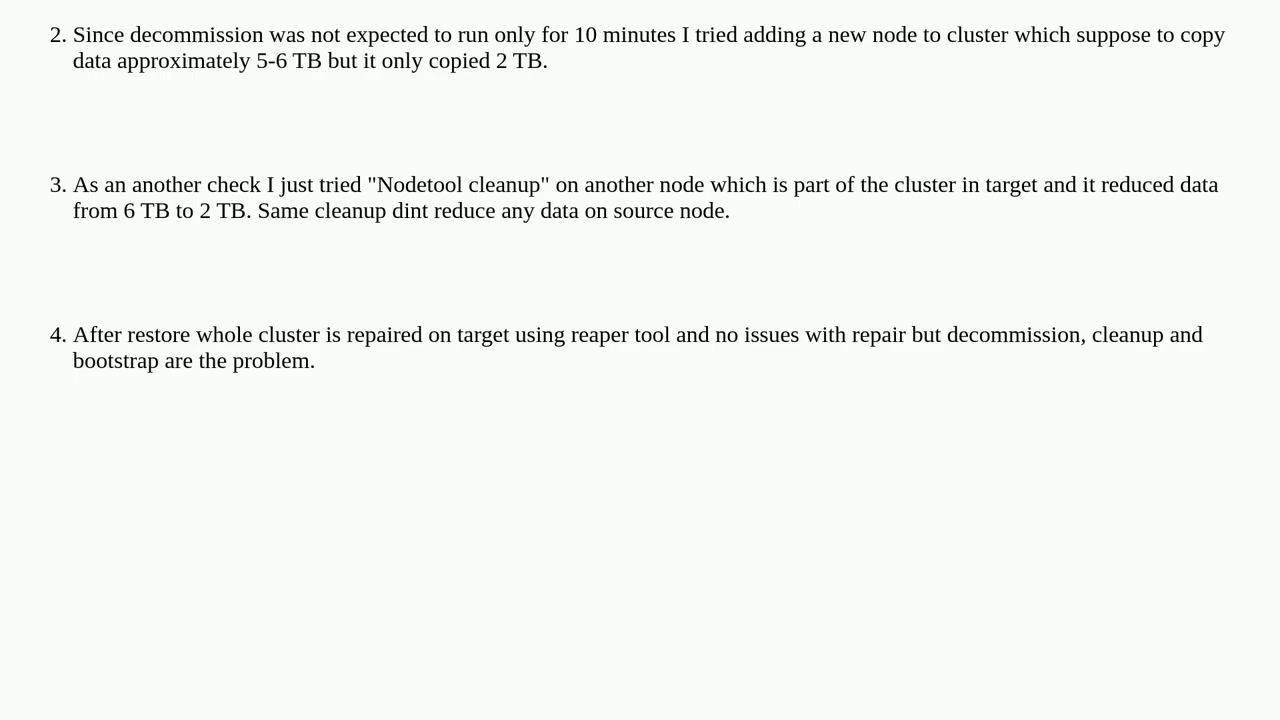 2. Since decommission was not expected to run only for 10 minutes I tried adding a new node to cluster which suppose to copy
data approximately 5-6 TB but it only copied 2 TB.
3. As an another check I just tried "Nodetool cleanup" on another node which is part of the cluster in target and it reduced data
from 6 TB to 2 TB. Same cleanup dint reduce any data on source node.
4. After restore whole cluster is repaired on target using reaper tool and no issues with repair but decommission, cleanup and
bootstrap are the problem.